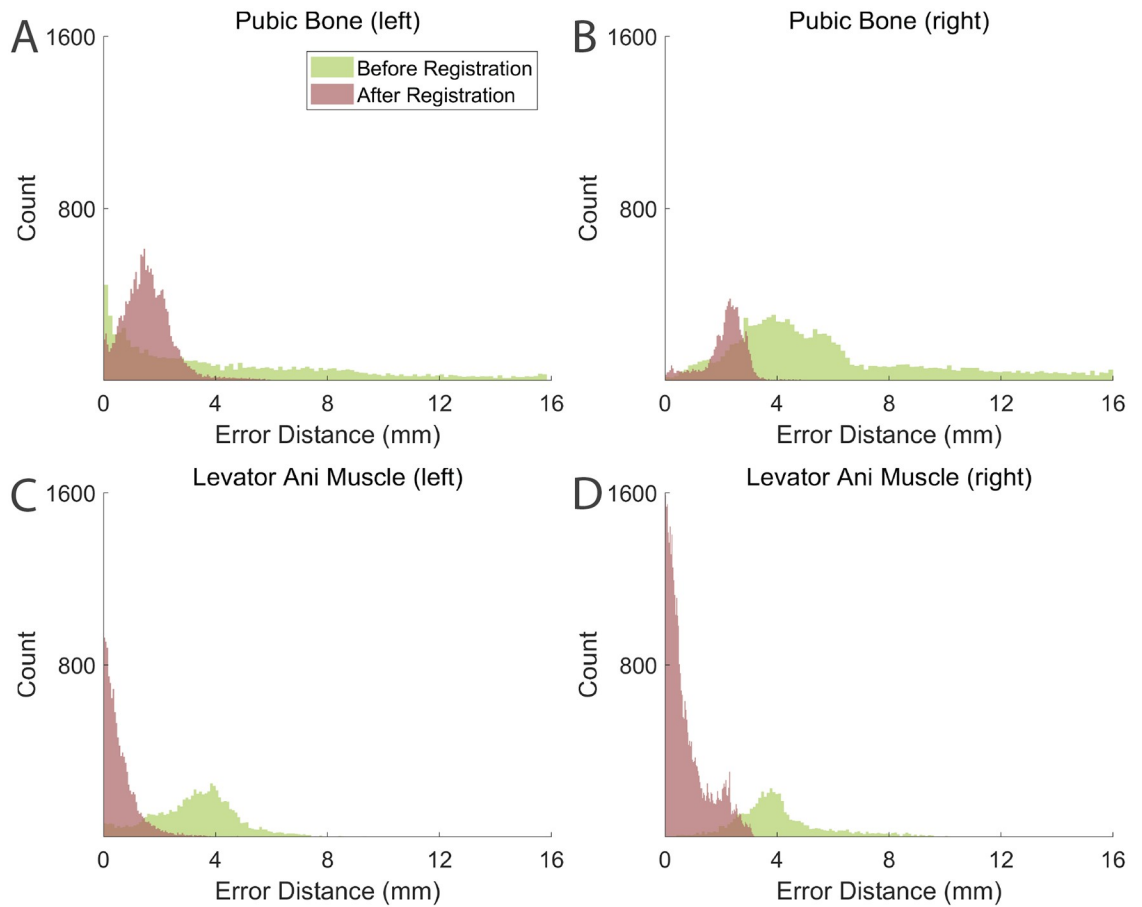 A
Pubic Bone (left)
1600
800
Count
Before Registration
After Registration
0 4 8 12 16
Error Distance (mm)
B
Pubic Bone (right)
1600
800
Count
0 4 8 12 16
Error Distance (mm)
C
Levator Ani Muscle (left)
1600
800
Count
0 4 8 12 16
Error Distance (mm)
D
Levator Ani Muscle (right)
1600
800
Count
0 4 8 12 16
Error Distance (mm)